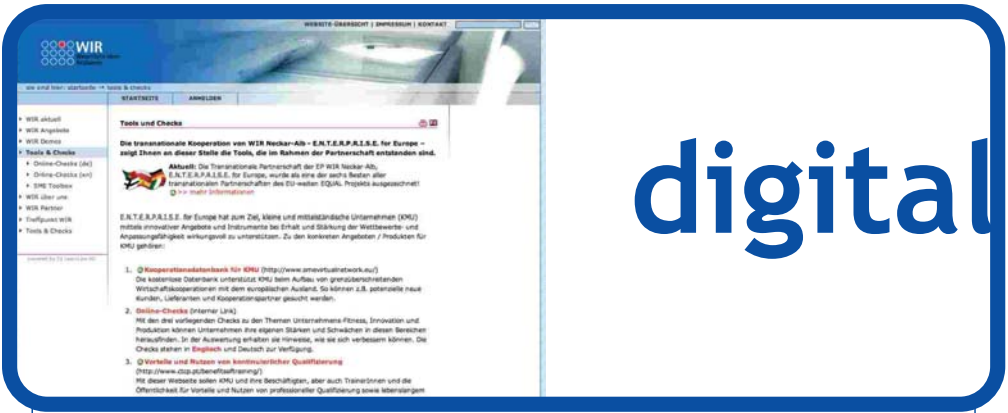 WEBSITE-ÜBERSICHT | IMPRESSUM | KONTAKT
WIR
sie sind hier: startseite -> tools & checks
STARTSEITE ANMELDEN
WIR aktuell
WIR Angebote
WIR Demos
Tools & Checks
Online-Checks (de)
Online-Checks (en)
SME Toolbox
WIR über uns
WIR Partner
Treffpunkt WIR
Tools & Checks
Tools und Checks
Die transnationale Kooperation von WIR Neckar-Alb - E.N.T.E.R.P.R.I.S.E. for Europe –
zeigt Ihnen an dieser Stelle die Tools, die im Rahmen der Partnerschaft entstanden sind.
Aktuell: Die Transnationale Partnerschaft der EP WIR Neckar-Alb,
E.N.T.E.R.P.R.I.S.E. for Europe, wurde als eine der sechs Besten aller
transnationalen Partnerschaften des EU-weiten EQUAL Projekts ausgezeichnet!
>> mehr Informationen
E.N.T.E.R.P.R.I.S.E. for Europe hat zum Ziel, kleine und mittelständische Unternehmen (KMU)
mittels innovativer Angebote und Instrumente bei Erhalt und Stärkung der Wettbewerbs- und
Anpassungsfähigkeit wirkungsvoll zu unterstützen. Zu den konkreten Angeboten / Produkten für
KMU gehören:
1. Kooperationsdatenbank für KMU (http://www.smevirtualnetwork.eu/)
Die kostenlose Datenbank unterstützt KMU beim Aufbau von grenzüberschreitenden
Wirtschaftskooperationen mit dem europäischen Ausland. So können z.B. potenzielle neue
Kunden, Lieferanten und Kooperationspartner gesucht werden.
2. Online-Checks (interner Link)
Mit den drei vorliegenden Checks zu den Themen Unternehmens-Fitness, Innovation und
Produktion können Unternehmen ihre eigenen Stärken und Schwächen in diesen Bereichen
herausfinden. In der Auswertung erhalten sie Hinweise, wie sie sich verbessern können. Die
Checks stehen in Englisch und Deutsch zur Verfügung.
3. Vorteile und Nutzen von kontinuierlicher Qualifizierung
(http://www.ctcp.pt/benefitsoftraining/)
Mit dieser Webseite sollen KMU und ihre Beschäftigten, aber auch TrainerInnen und die
Öffentlichkeit für Vorteile und Nutzen von professioneller Qualifizierung sowie lebenslangem
digital